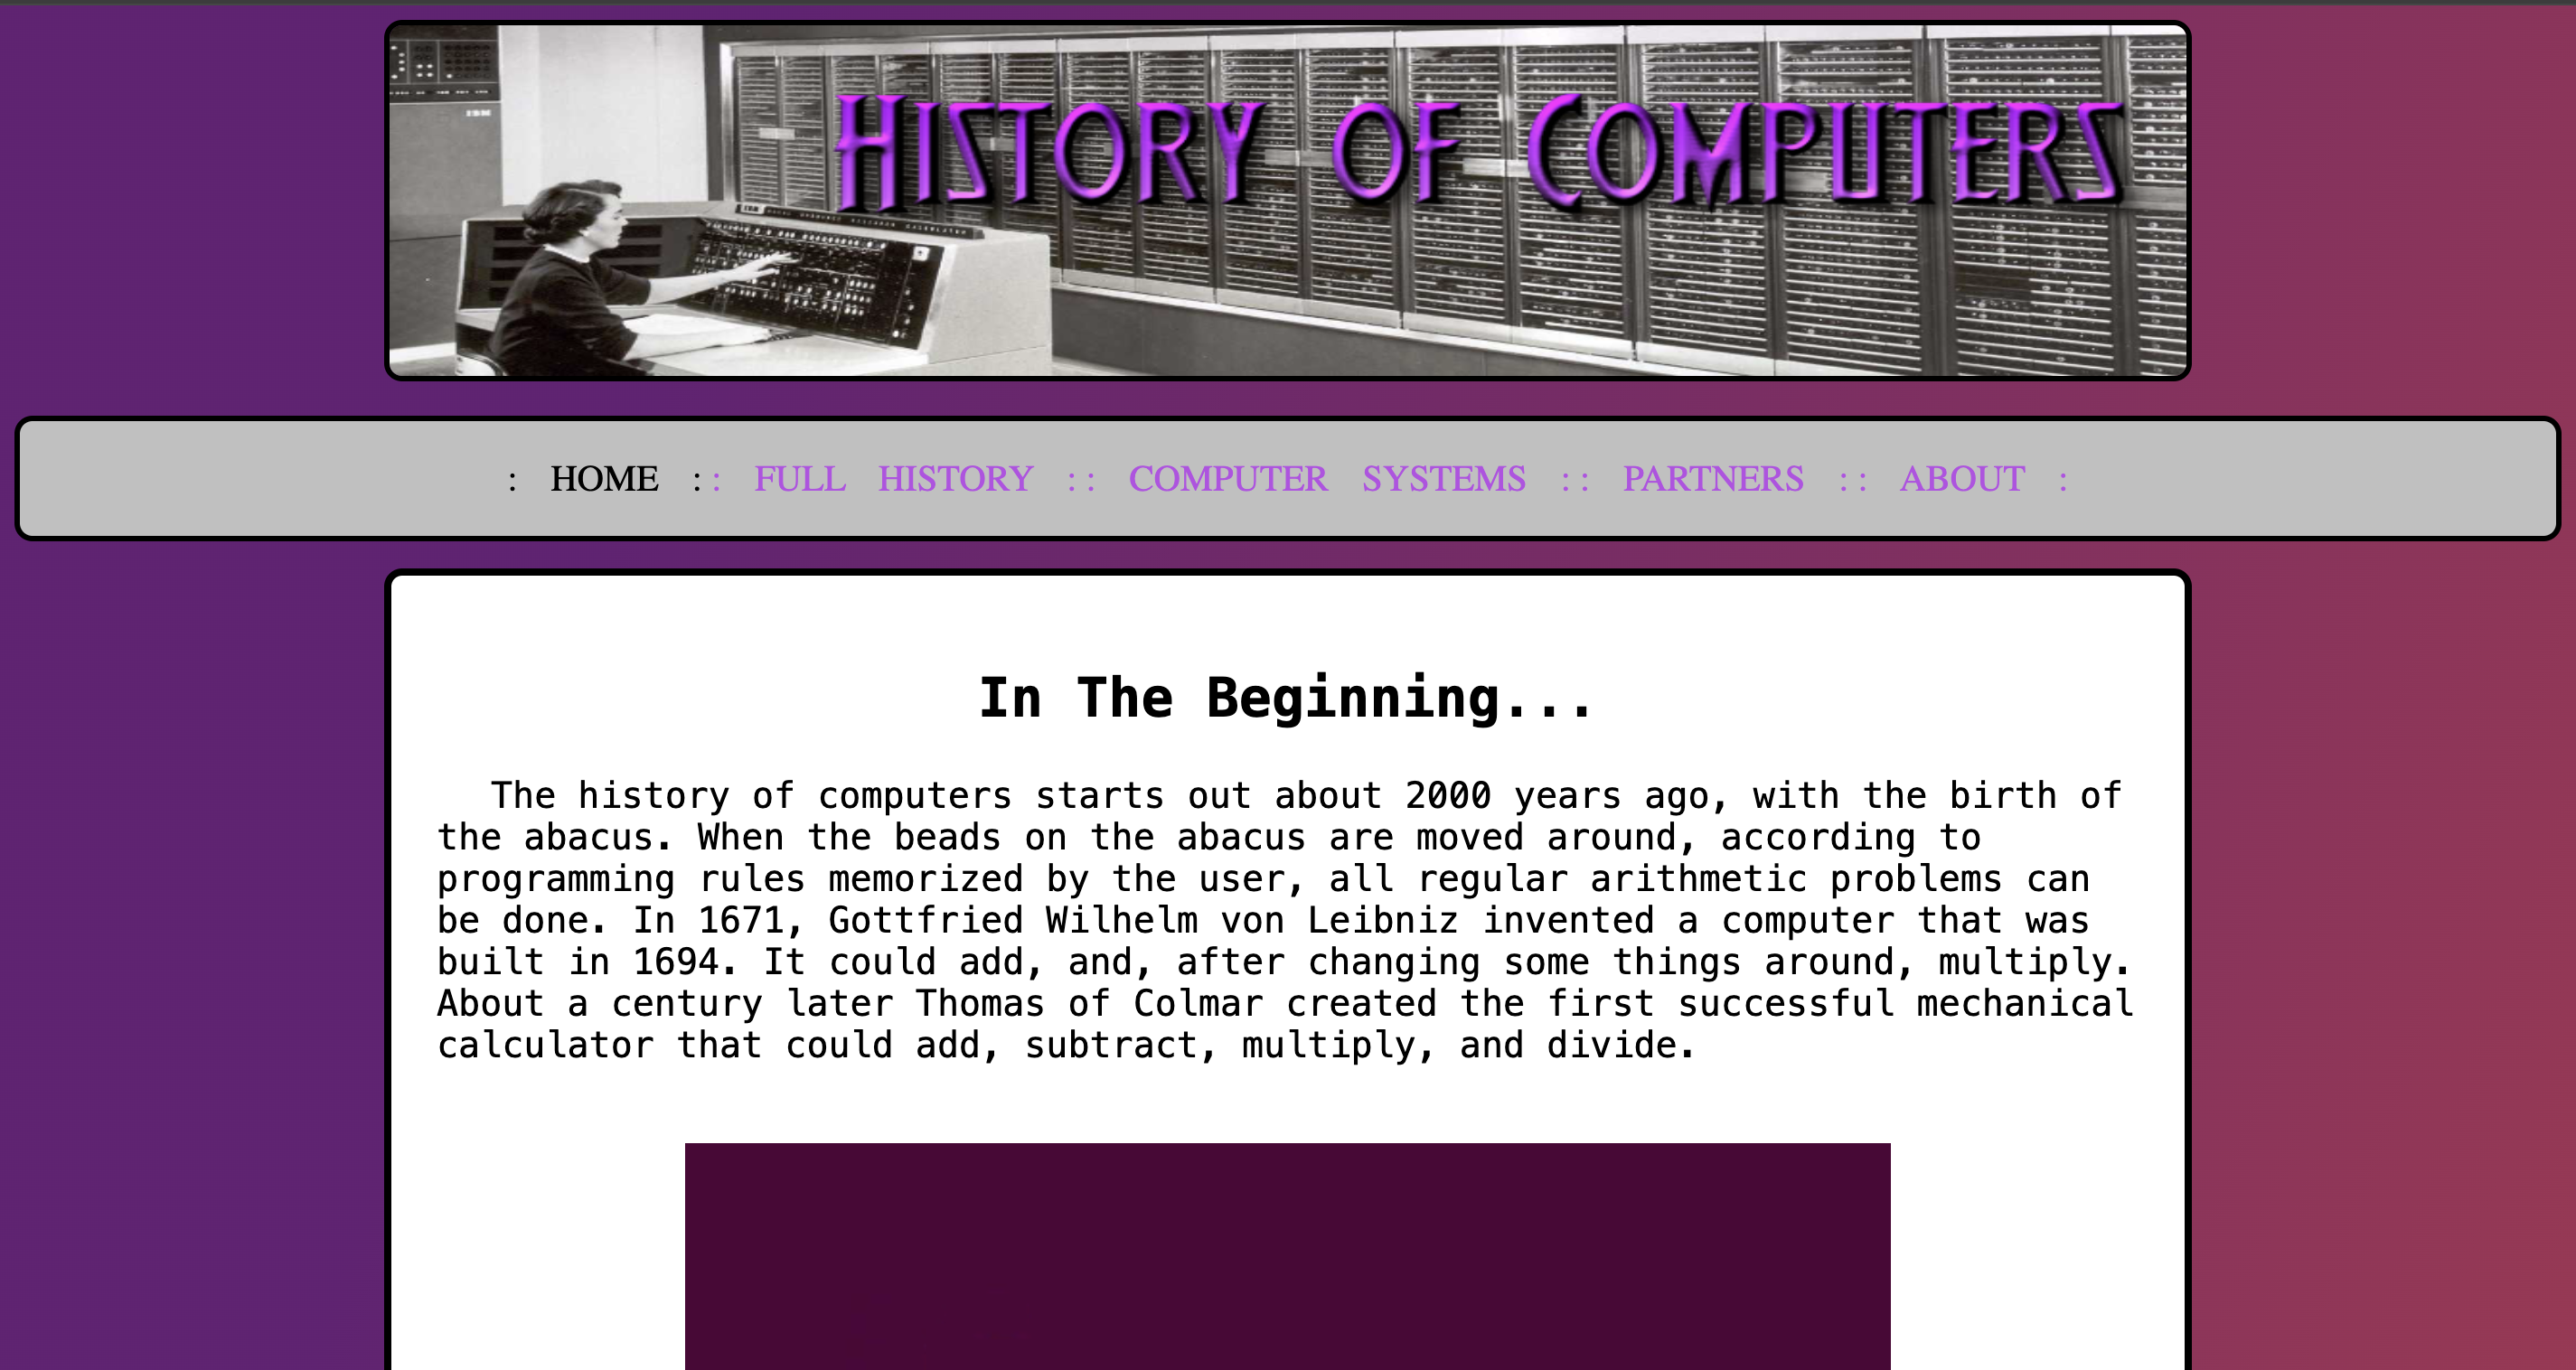 IBM
HISTORY OF COMPUTERS
: HOME :: FULL HISTORY :: COMPUTER SYSTEMS :: PARTNERS :: ABOUT :
In The Beginning...
The history of computers starts out about 2000 years ago, with the birth of
the abacus. When the beads on the abacus are moved around, according to
programming rules memorized by the user, all regular arithmetic problems can
be done. In 1671, Gottfried Wilhelm von Leibniz invented a computer that was
built in 1694. It could add, and, after changing some things around, multiply.
About a century later Thomas of Colmar created the first successful mechanical
calculator that could add, subtract, multiply, and divide.